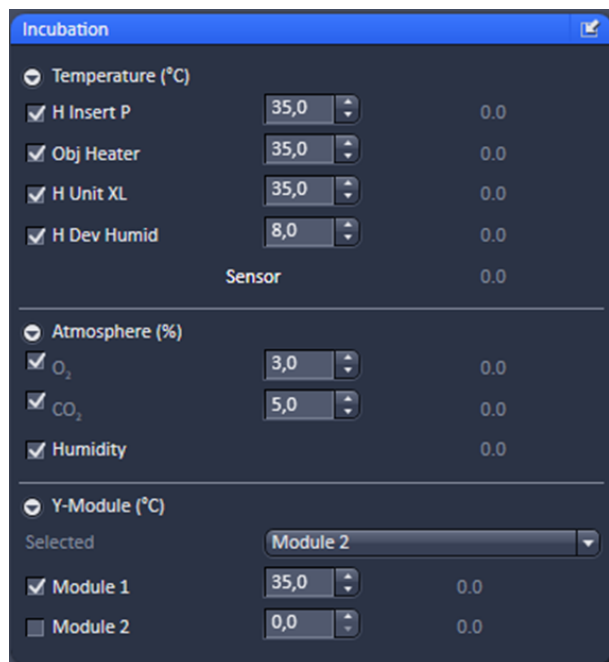 Incubation
Temperature (°C)
H Insert P 35,0 0.0
Obj Heater 35,0 0.0
H Unit XL 35,0 0.0
H Dev Humid 8,0 0.0
Sensor 0.0
Atmosphere (%)
O₂ 3,0 0.0
CO₂ 5,0 0.0
Humidity 0.0
Y-Module (°C)
Selected Module 2
Module 1 35,0 0.0
Module 2 0,0 0.0